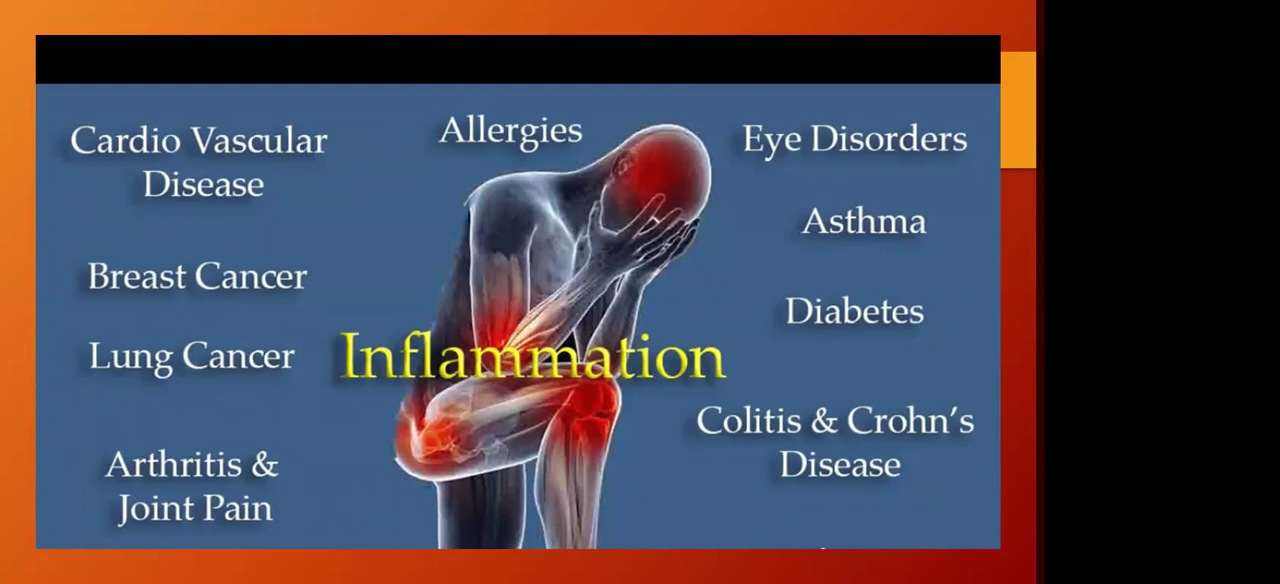 Cardio Vascular
Disease
Allergies
Eye Disorders
Asthma
Breast Cancer
Diabetes
Lung Cancer
Inflammation
Colitis & Crohn's
Disease
Arthritis &
Joint Pain